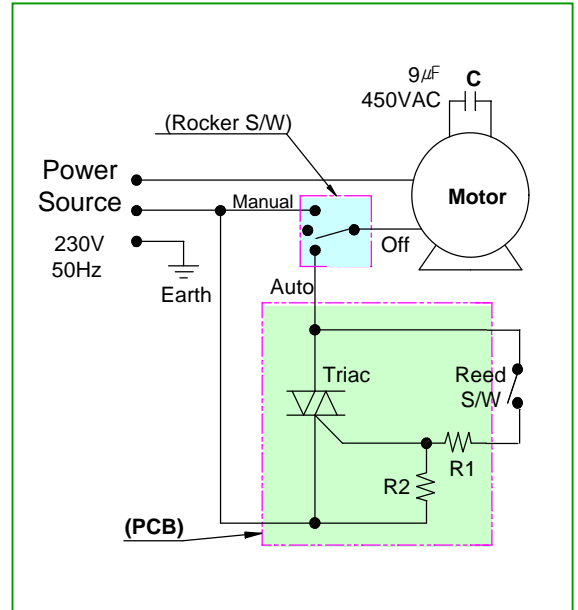 9㎌ C
450VAC
(Rocker S/W)
Power
Source
Manual
Motor
230V
50Hz
Off
Earth
Auto
Triac
Reed
S/W
R1
R2
(PCB)